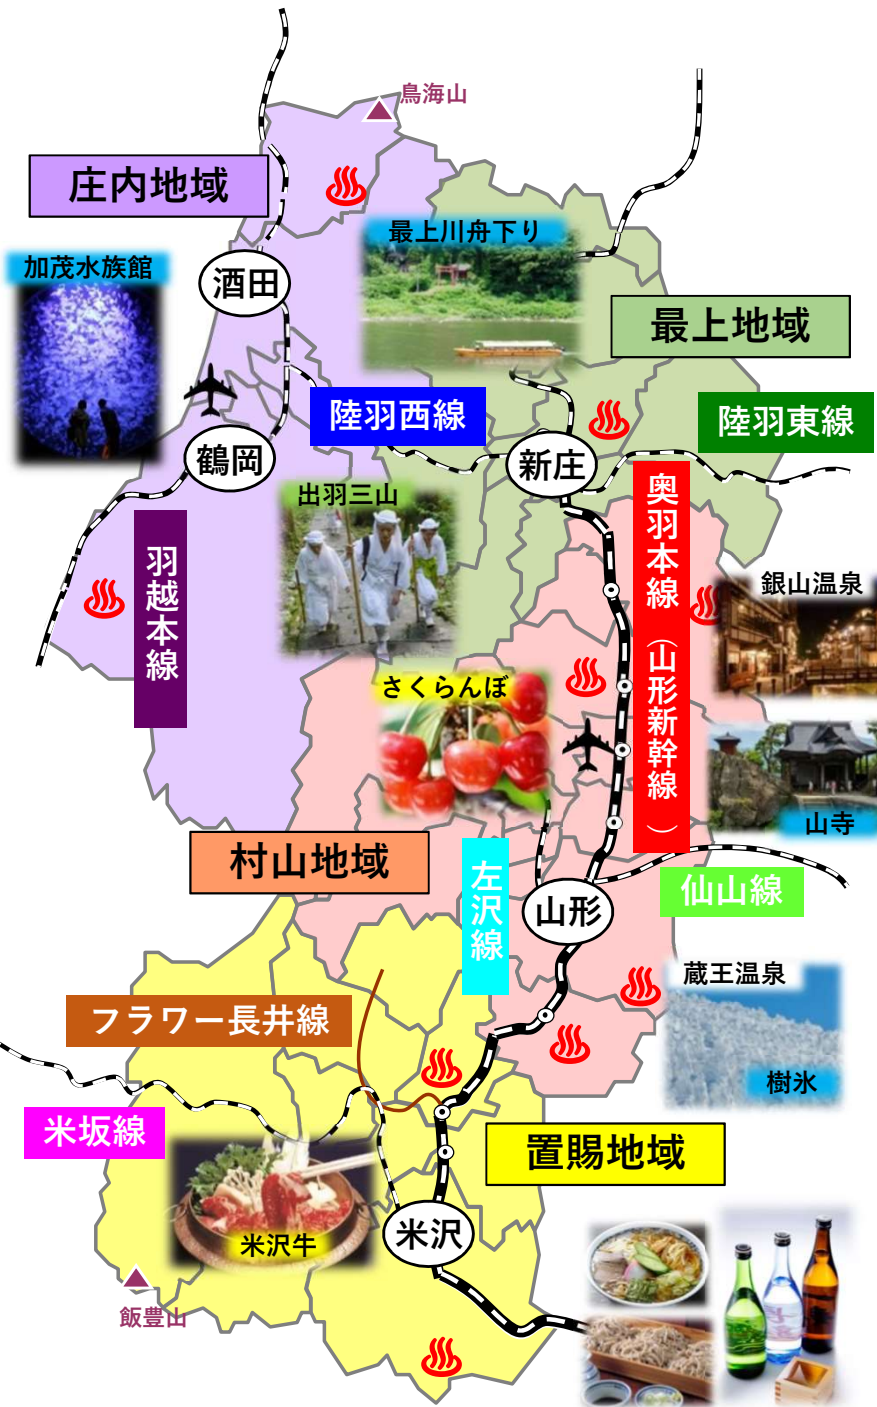 鳥海山
庄内地域
最上川舟下り
加茂水族館
酒田
最上地域
陸羽西線
陸羽東線
鶴岡
新庄
出羽三山
奥羽本線（山形新幹線）
羽越本線
銀山温泉
さくらんぼ
山寺
村山地域
左沢線
仙山線
山形
蔵王温泉
フラワー長井線
樹氷
米坂線
置賜地域
米沢牛
米沢
飯豊山